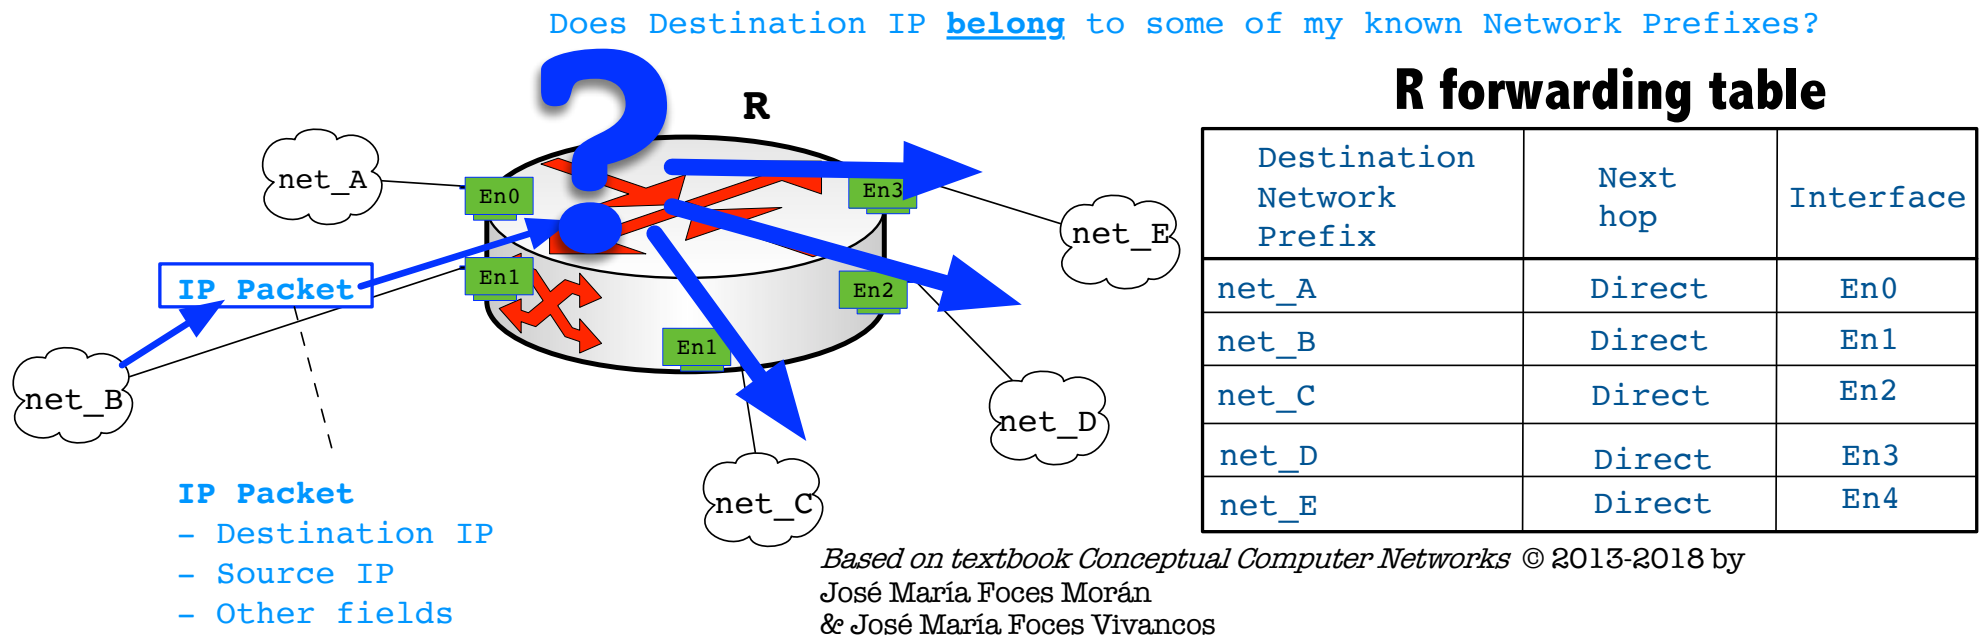 Does Destination IP belong to some of my known Network Prefixes?
R
R forwarding table
net_A
En0
En3
net_E
En1
IP Packet
En2
En1
net_B
net_D
net_C
IP Packet
- Destination IP
- Source IP
- Other fields
Destination Network Prefix
Next hop
Interface
net_A Direct En0
net_B Direct En1
net_C Direct En2
net_D Direct En3
net_E Direct En4
Based on textbook Conceptual Computer Networks © 2013-2018 by
José María Foces Morán
& José María Foces Vivancos
?